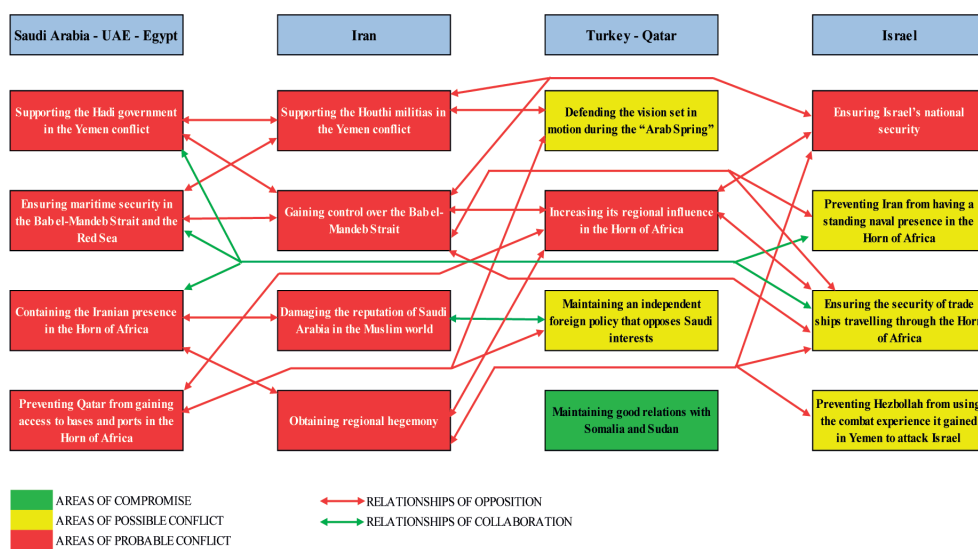 Saudi Arabia - UAE - Egypt
Iran
Turkey - Qatar
Israel
Supporting the Hadi government
in the Yemen conflict
Supporting the Houthi militias in
the Yemen conflict
Defending the vision set in
motion during the “Arab Spring”
Ensuring Israel’s national
security
Ensuring maritime security in
the Bab el-Mandeb Strait and the
Red Sea
Gaining control over the Bab el-
Mandeb Strait
Increasing its regional influence
in the Horn of Africa
Preventing Iran from having a
standing naval presence in the
Horn of Africa
Containing the Iranian presence
in the Horn of Africa
Damaging the reputation of Saudi
Arabia in the Muslim world
Maintaining an independent
foreign policy that opposes Saudi
interests
Ensuring the security of trade
ships travelling through the Horn
of Africa
Preventing Qatar from gaining
access to bases and ports in the
Horn of Africa
Obtaining regional hegemony
Maintaining good relations with
Somalia and Sudan
Preventing Hezbollah from using
the combat experience it gained
in Yemen to attack Israel
AREAS OF COMPROMISE
AREAS OF POSSIBLE CONFLICT
AREAS OF PROBABLE CONFLICT
RELATIONSHIPS OF OPPOSITION
RELATIONSHIPS OF COLLABORATION